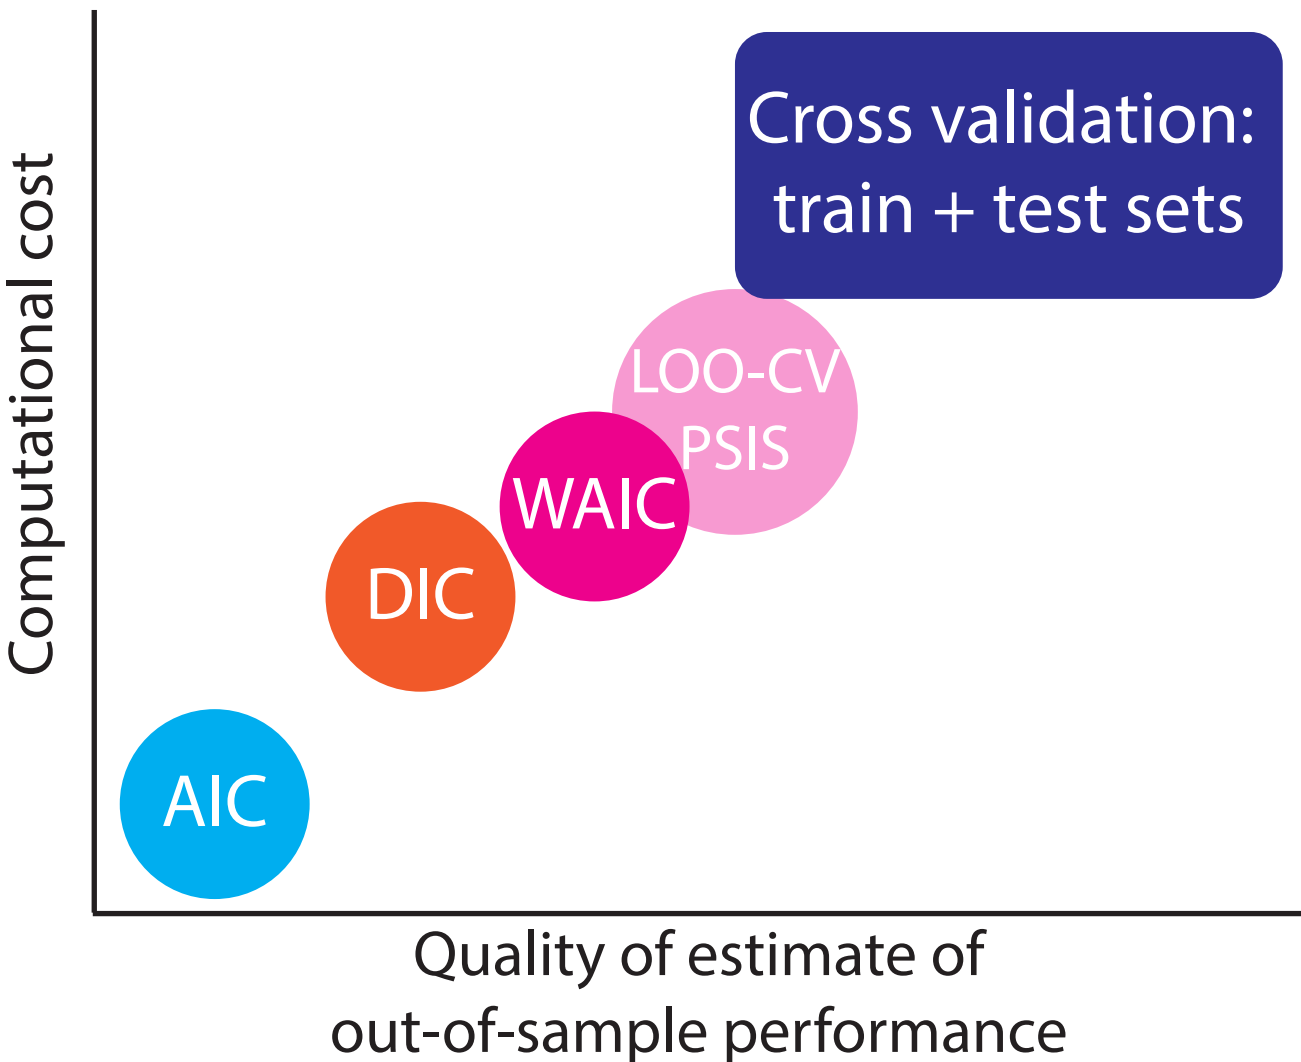 Computational cost
Cross validation:
train + test sets
LOO-CV
PSIS
WAIC
DIC
AIC
Quality of estimate of
out-of-sample performance